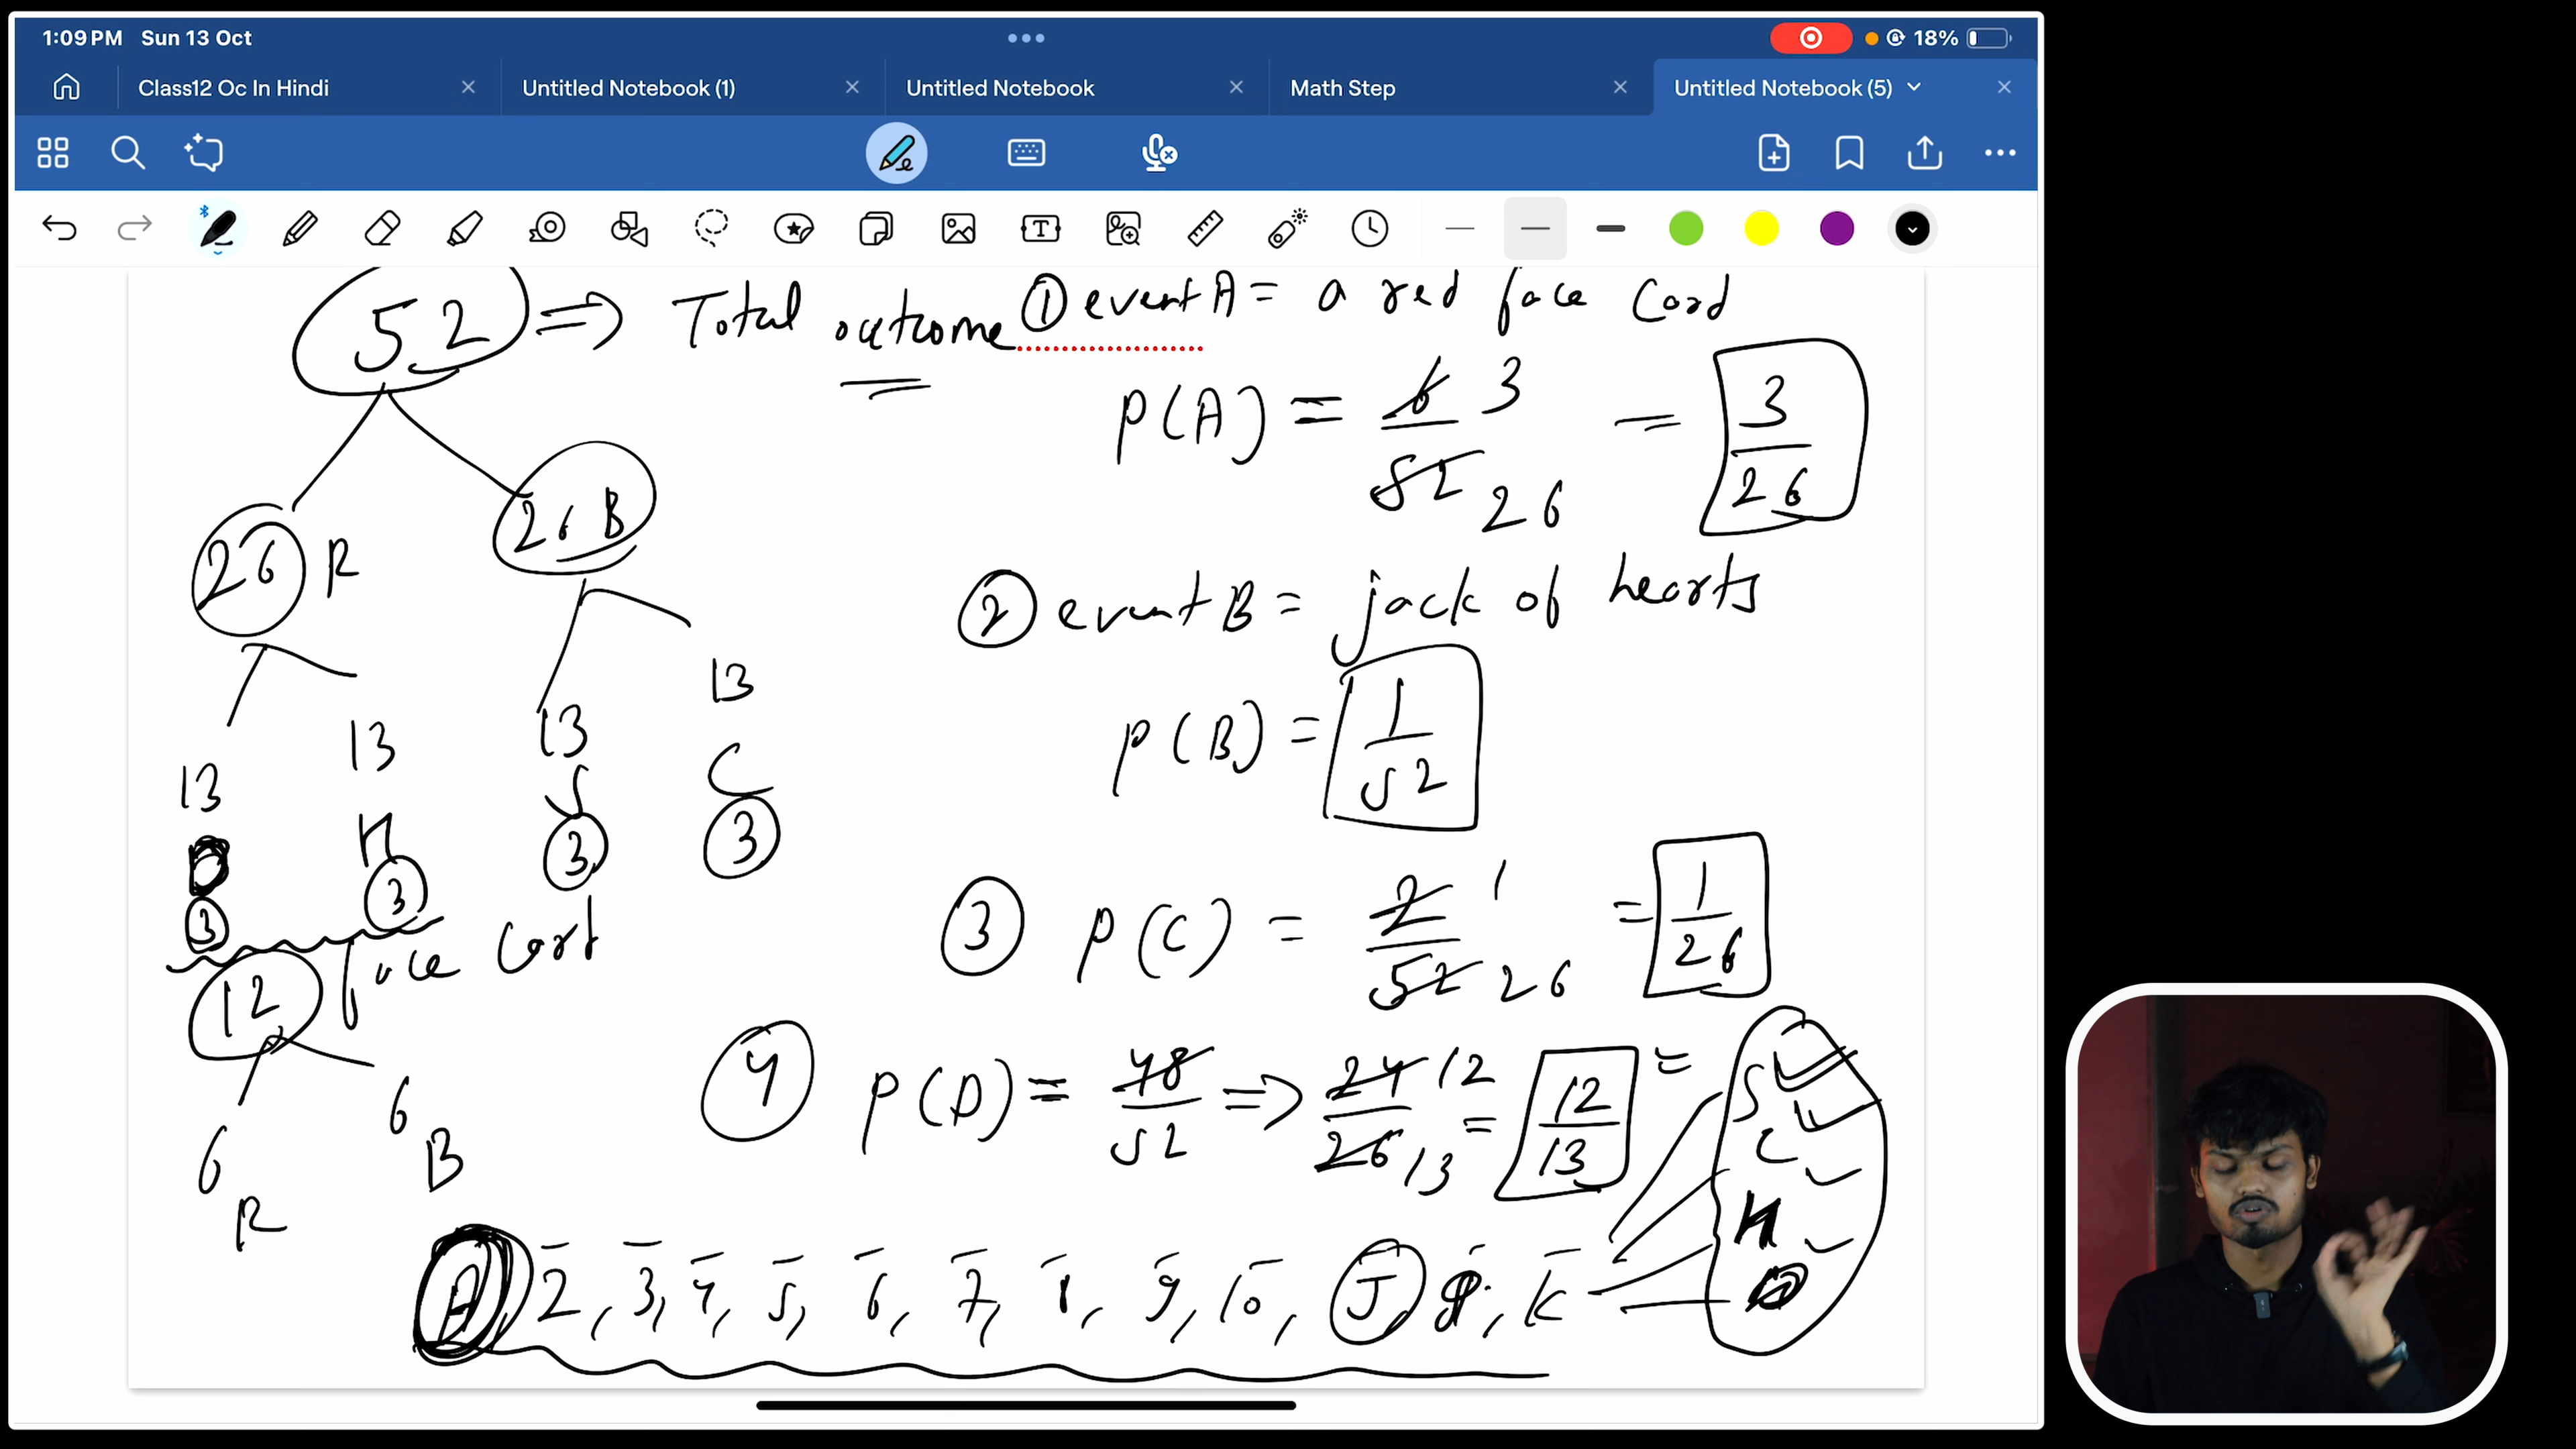 1:09 PM Sun 13 Oct
18%
Class12 Oc In Hindi
Untitled Notebook (1)
Untitled Notebook
Math Step
Untitled Notebook (5)
52 ⇒ Total outcome
① event A = a red face Card
P(A) = 6/52 3 26 = 3/26
26 R
26 B
② event B = jack of hearts
P(B) = 1/52
13
13
13
13
H
S
C
3
3
3
3
③ P(C) = 2/52 1 26 = 1/26
12 face Card
6 R
6 B
④ P(D) = 48/52 ⇒ 24/26 12 13 = 12/13 =
S
C
H
A, 2, 3, 4, 5, 6, 7, 8, 9, 10, J, Q, K